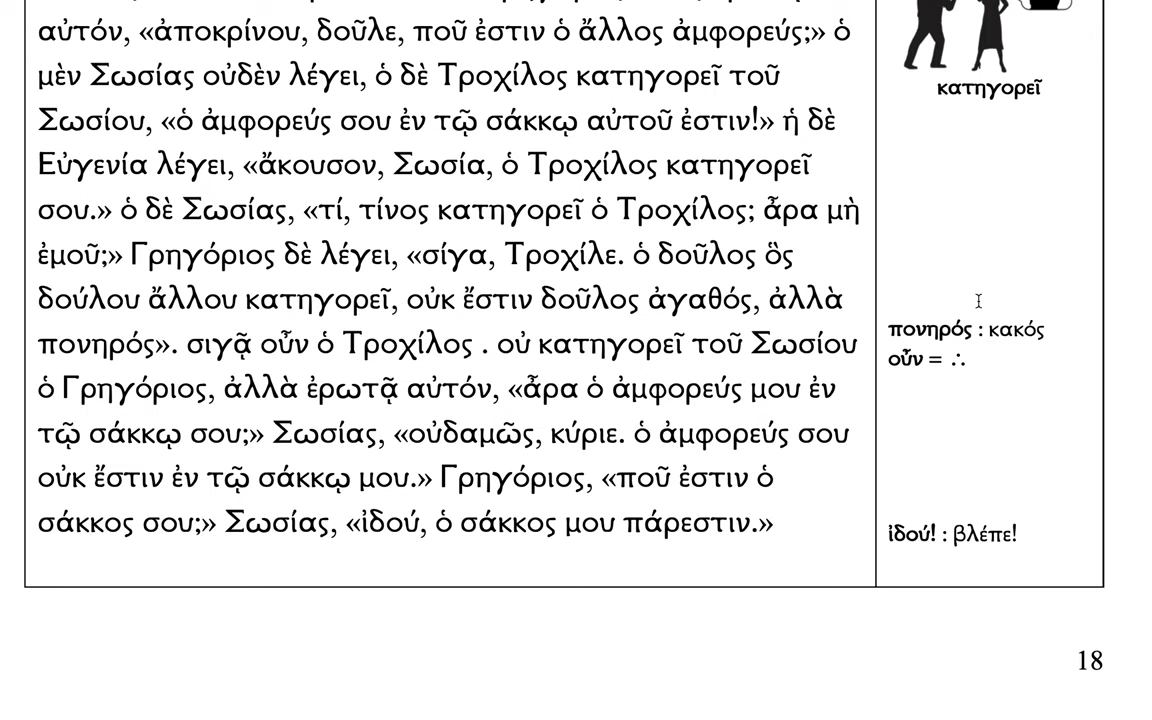 αὐτόν, «ἀποκρίνου, δοῦλε, ποῦ ἐστιν ὁ ἄλλος ἀμφορεύς;» ὁ
μὲν Σωσίας οὐδὲν λέγει, ὁ δὲ Τροχίλος κατηγορεῖ τοῦ
Σωσίου, «ὁ ἀμφορεύς σου ἐν τῷ σάκκῳ αὐτοῦ ἐστιν!» ἡ δὲ
Εὐγενία λέγει, «ἄκουσον, Σωσία, ὁ Τροχίλος κατηγορεῖ
σου.» ὁ δὲ Σωσίας, «τί, τίνος κατηγορεῖ ὁ Τροχίλος; ἆρα μὴ
ἐμοῦ;» Γρηγόριος δὲ λέγει, «σίγα, Τροχίλε. ὁ δοῦλος ὃς
δούλου ἄλλου κατηγορεῖ, οὐκ ἔστιν δοῦλος ἀγαθός, ἀλλὰ
πονηρός». σιγᾷ οὖν ὁ Τροχίλος . οὐ κατηγορεῖ τοῦ Σωσίου
ὁ Γρηγόριος, ἀλλὰ ἐρωτᾷ αὐτόν, «ἆρα ὁ ἀμφορεύς μου ἐν
τῷ σάκκῳ σου;» Σωσίας, «οὐδαμῶς, κύριε. ὁ ἀμφορεύς σου
οὐκ ἔστιν ἐν τῷ σάκκῳ μου.» Γρηγόριος, «ποῦ ἐστιν ὁ
σάκκος σου;» Σωσίας, «ἰδού, ὁ σάκκος μου πάρεστιν.»
κατηγορεῖ
πονηρός : κακός
οὖν = ∴
ἰδού! : βλέπε!
18